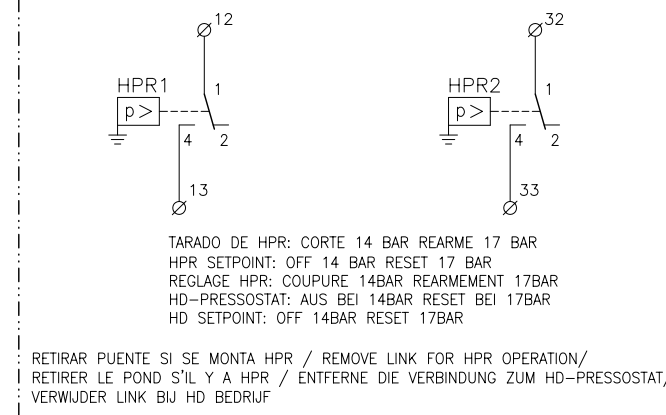 12
32
HPR1
1
HPR2
1
p>
p>
4
2
4
2
13
33
TARADO DE HPR: CORTE 14 BAR REARME 17 BAR
HPR SETPOINT: OFF 14 BAR RESET 17 BAR
REGLAGE HPR: COUPURE 14BAR REARMEMENT 17BAR
HD-PRESSOSTAT: AUS BEI 14BAR RESET BEI 17BAR
HD SETPOINT: OFF 14BAR RESET 17BAR
RETIRAR PUENTE SI SE MONTA HPR / REMOVE LINK FOR HPR OPERATION/
RETIRER LE POND S'IL Y A HPR / ENTFERNE DIE VERBINDUNG ZUM HD-PRESSOSTAT/
VERWIJDER LINK BIJ HD BEDRIJF